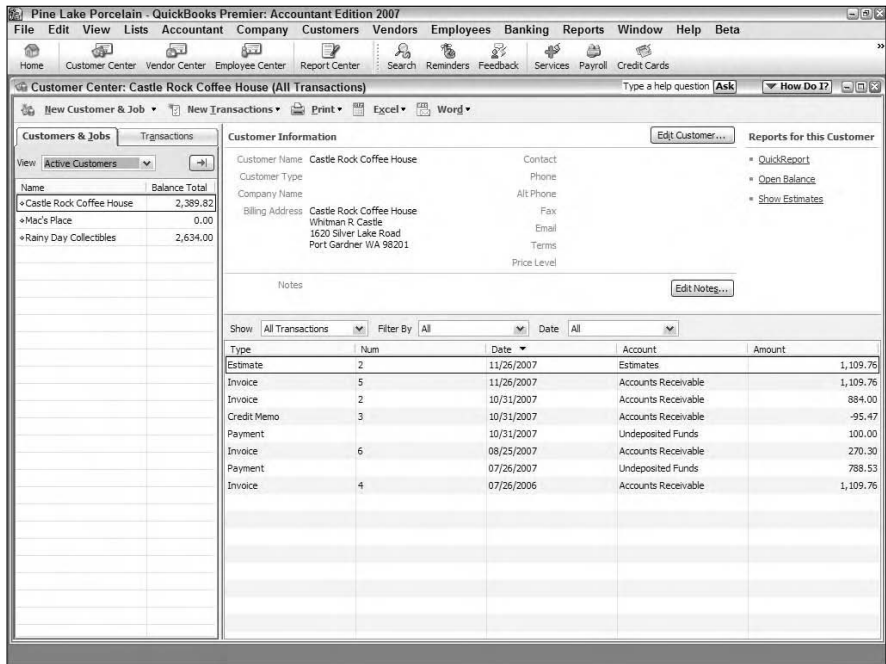 Pine Lake Porcelain - QuickBooks Premier: Accountant Edition 2007
File Edit View Lists Accountant Company Customers Vendors Employees Banking Reports Window Help Beta
Home Customer Center Vendor Center Employee Center Report Center Search Reminders Feedback Services Payroll Credit Cards »
Customer Center: Castle Rock Coffee House (All Transactions) Type a help question Ask How Do I?
New Customer & Job New Transactions Print Excel Word
Customers & Jobs Transactions
View Active Customers
Name Balance Total
Castle Rock Coffee House 2,389.82
Mac's Place 0.00
Rainy Day Collectibles 2,634.00
Customer Information Edit Customer...
Customer Name Castle Rock Coffee House Contact
Customer Type Phone
Company Name Alt Phone
Billing Address Castle Rock Coffee House Fax
Whitman R Castle
1620 Silver Lake Road Email
Port Gardner WA 98201 Terms
Price Level
Notes Edit Notes...
Reports for this Customer
QuickReport
Open Balance
Show Estimates
Show All Transactions Filter By All Date All
Type Num Date Account Amount
Estimate 2 11/26/2007 Estimates 1,109.76
Invoice 5 11/26/2007 Accounts Receivable 1,109.76
Invoice 2 10/31/2007 Accounts Receivable 884.00
Credit Memo 3 10/31/2007 Accounts Receivable -95.47
Payment 10/31/2007 Undeposited Funds 100.00
Invoice 6 08/25/2007 Accounts Receivable 270.30
Payment 07/26/2007 Undeposited Funds 788.53
Invoice 4 07/26/2006 Accounts Receivable 1,109.76